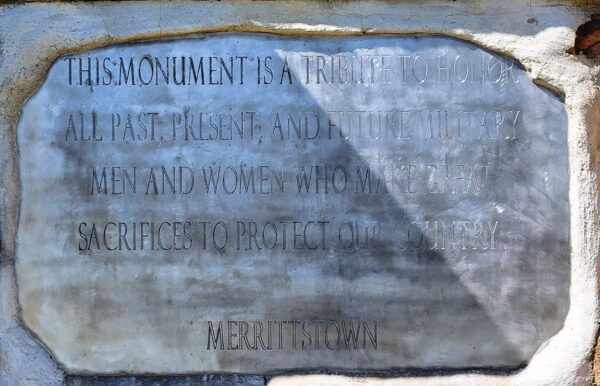 THIS MONUMENT IS A TRIBUTE TO HONOR
ALL PAST, PRESENT, AND FUTURE MILITARY
MEN AND WOMEN WHO MAKE GREAT
SACRIFICES TO PROTECT OUR COUNTRY.
MERRITTSTOWN